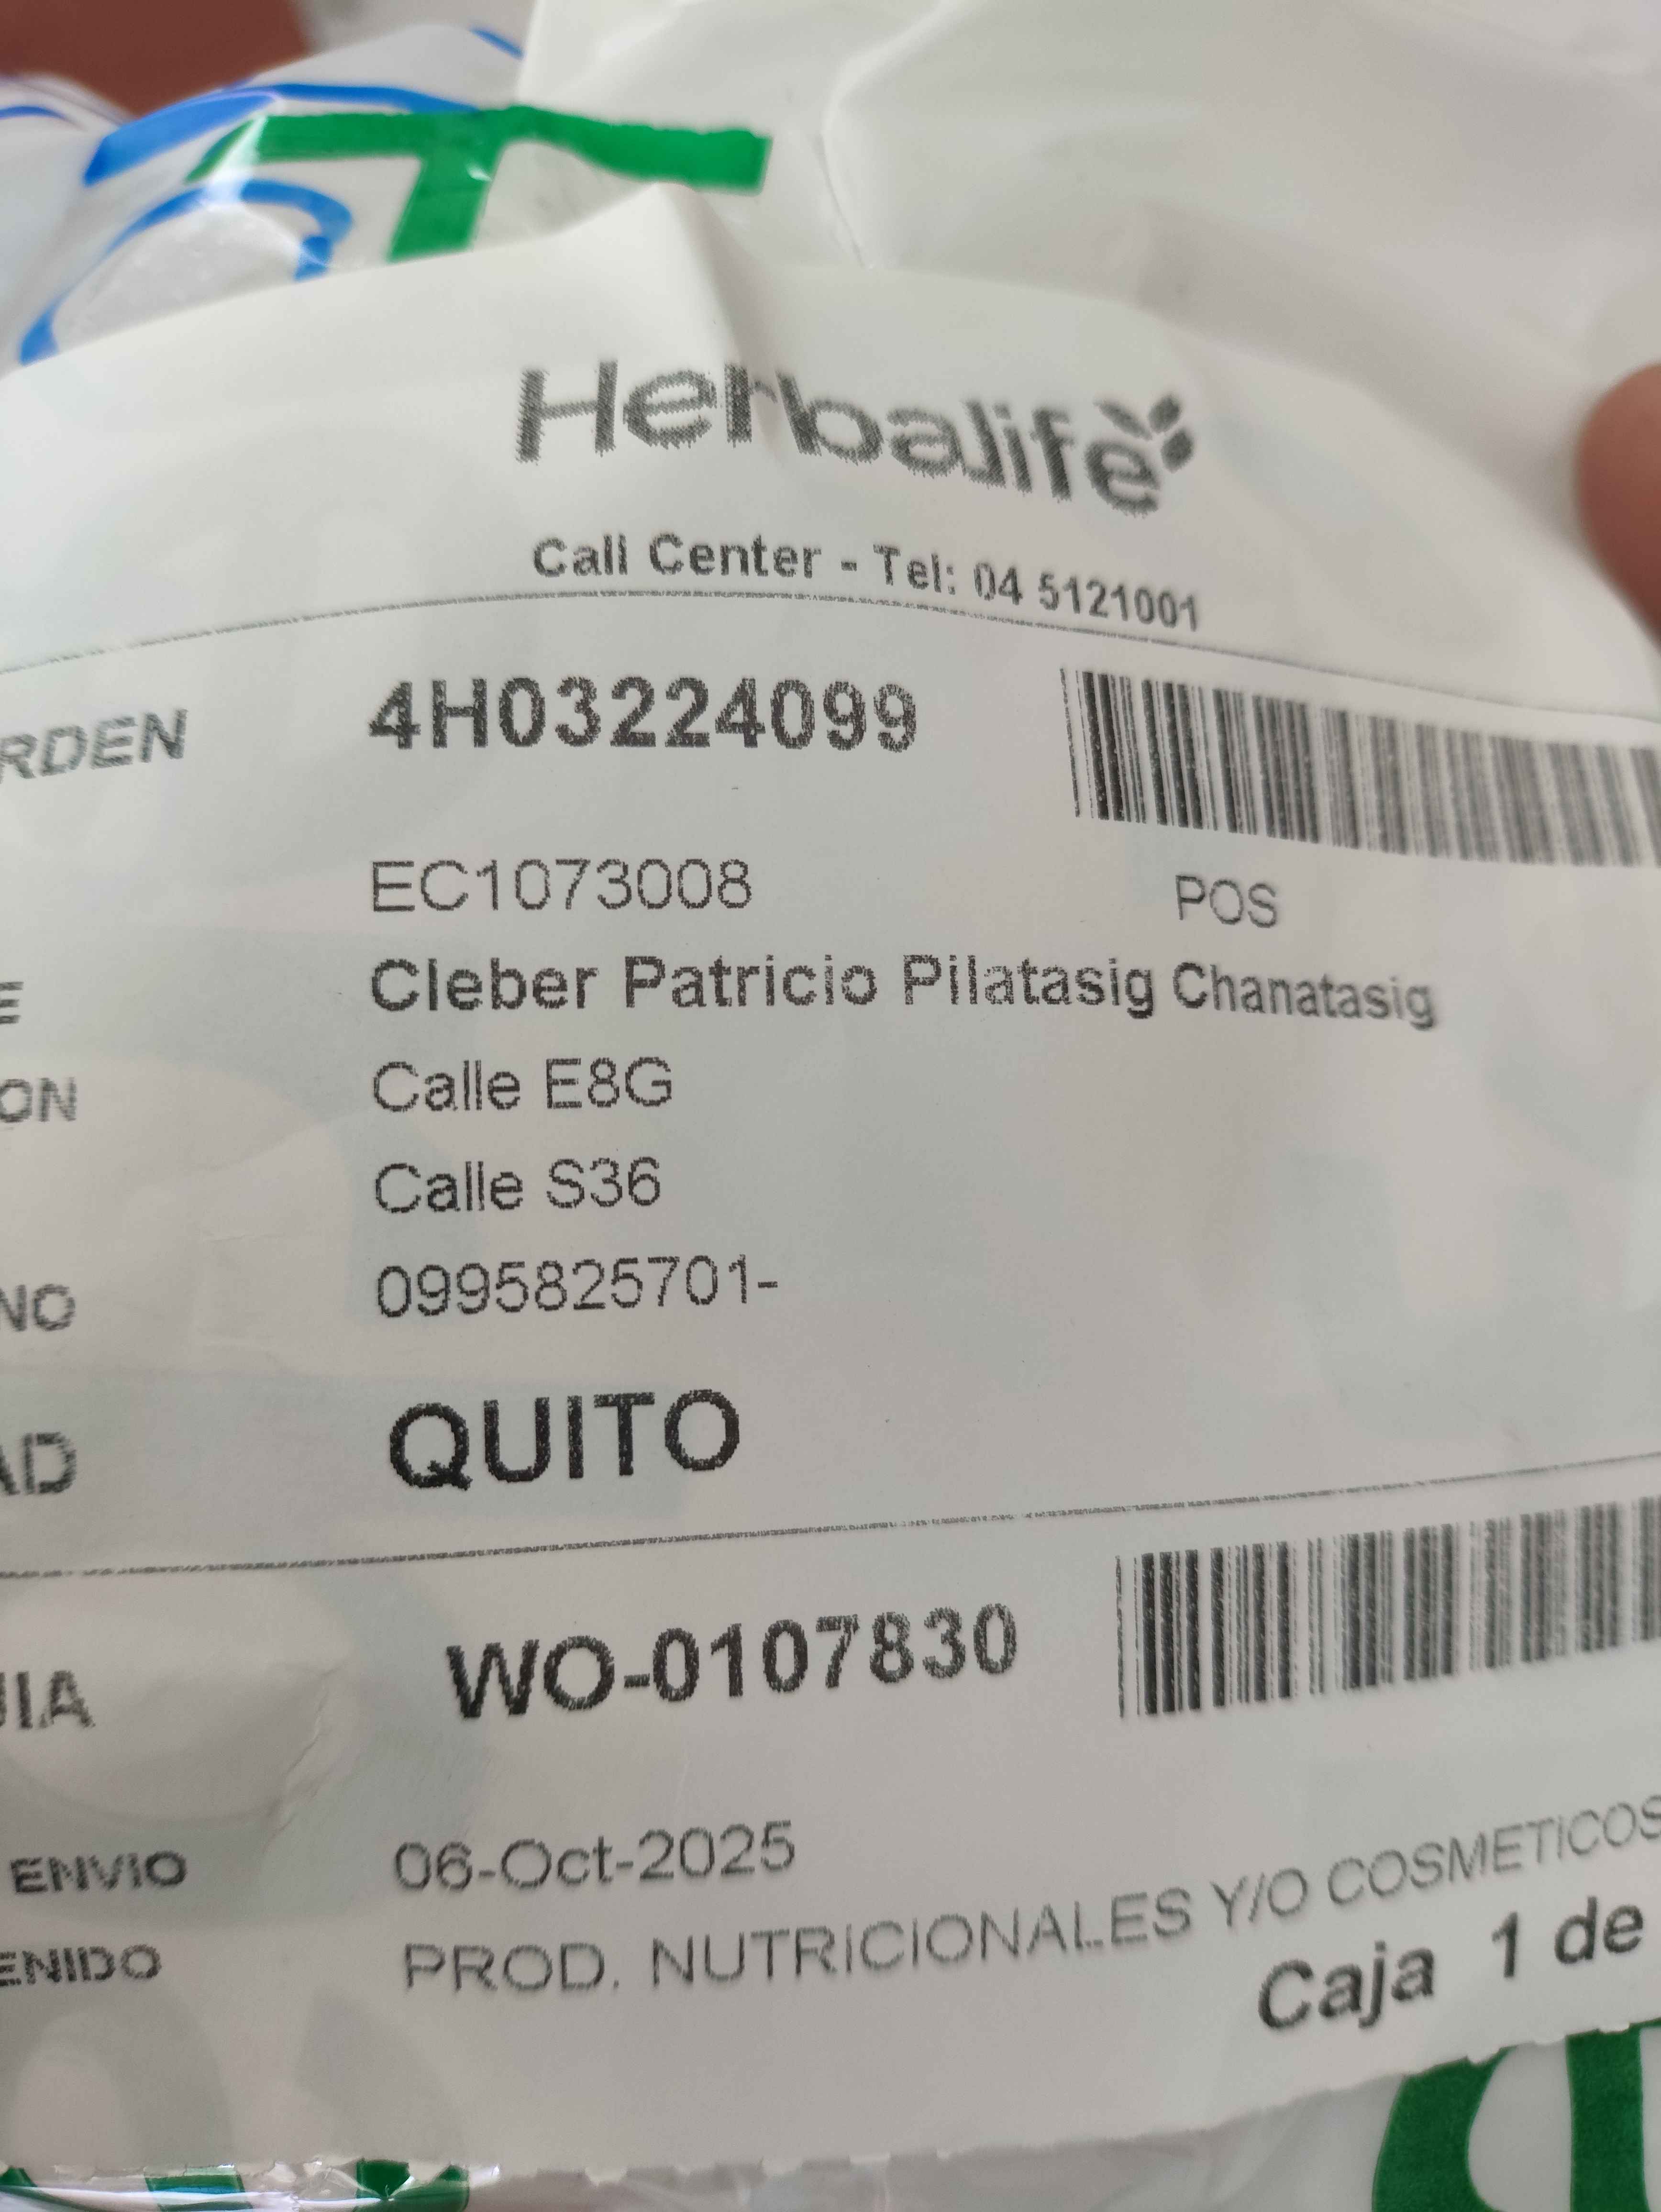 Herbalife
Call Center - Tel: 04 5121001
RDEN 4H03224099
EC1073008 POS
E Cleber Patricio Pilatasig Chanatasig
ON Calle E8G
Calle S36
NO 0995825701-
AD QUITO
UIA WO-0107830
ENVIO 06-Oct-2025
ENIDO PROD. NUTRICIONALES Y/O COSMETICOS
Caja 1 de